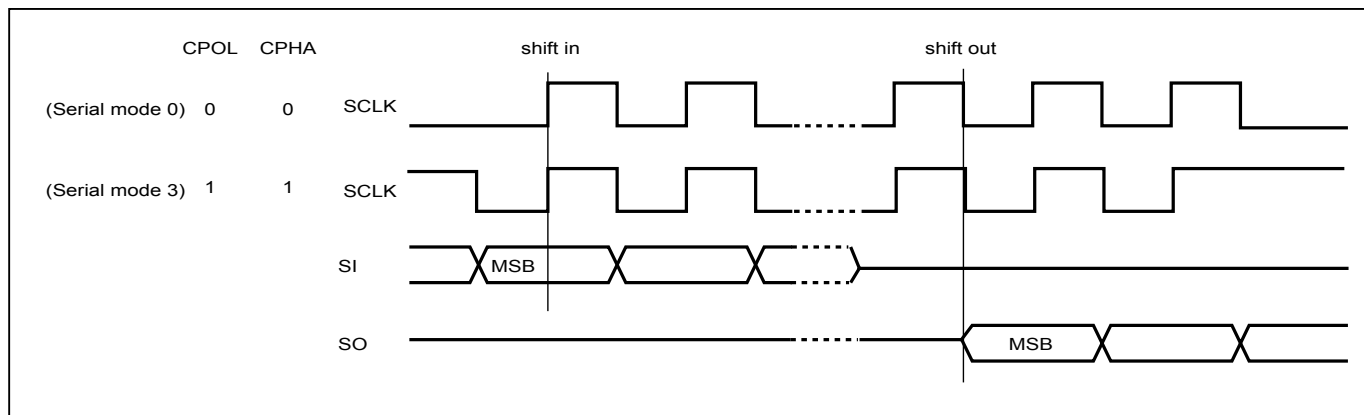 CPOL CPHA shift in shift out
(Serial mode 0) 0 0 SCLK
(Serial mode 3) 1 1 SCLK
SI MSB
SO MSB